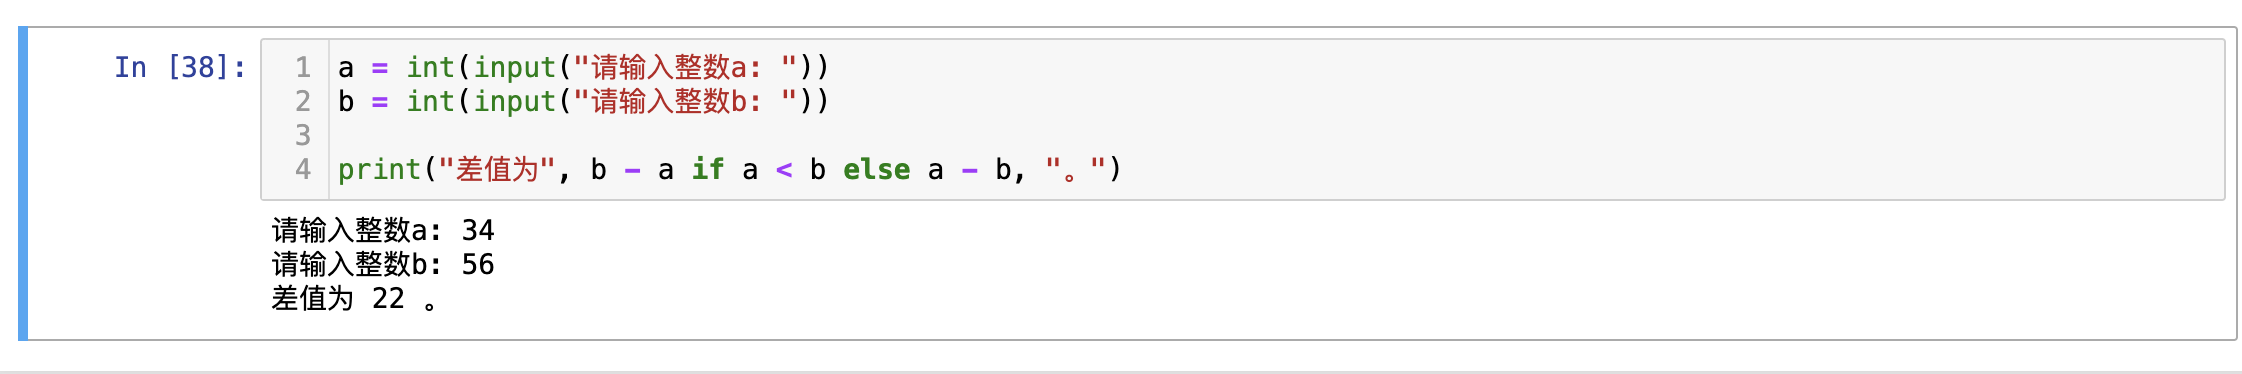 In [38]:
1 a = int(input("请输入整数a: "))
2 b = int(input("请输入整数b: "))
3
4 print("差值为", b - a if a < b else a - b, "。")
请输入整数a: 34
请输入整数b: 56
差值为 22 。